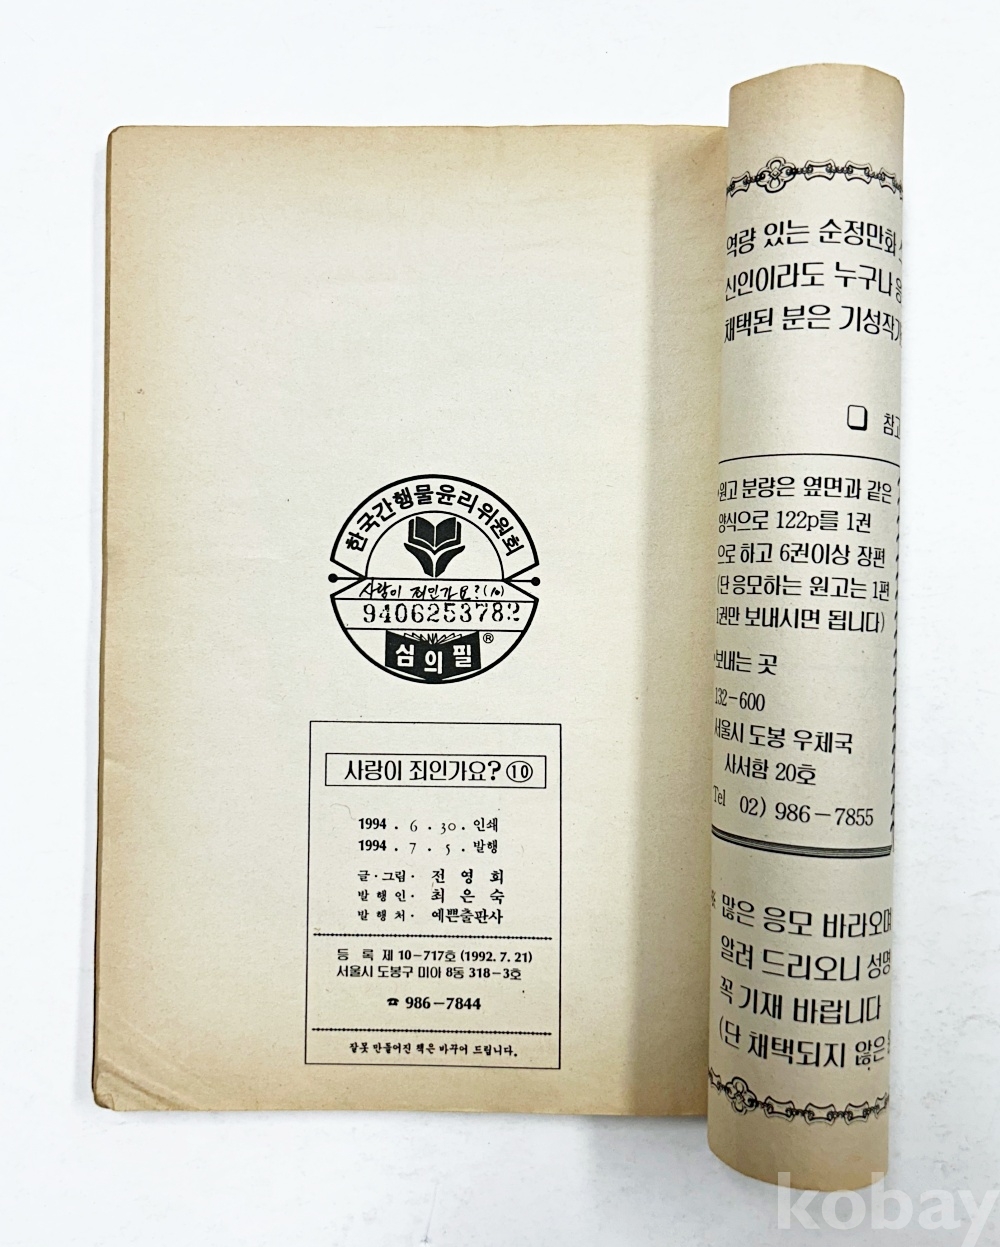 한국간행물윤리위원회
사랑이 죄인가요?(10)
9406253782
심의필 ®
사랑이 죄인가요? ⑩
1994 . 6 . 30 . 인쇄
1994 . 7 . 5 . 발행
글·그림· 전 영 희
발 행 인· 최 은 숙
발 행 처· 예쁜출판사
등 록 제 10-717호 (1992. 7. 21)
서울시 도봉구 미아 8동 318-3호
☎ 986-7844
잘못 만들어진 책은 바꾸어 드립니다.
역량 있는 순정만화
신인이라도 누구나
채택된 분은 기성작가
❏ 참고
원고 분량은 옆면과 같은
양식으로 122p를 1권
으로 하고 6권이상 장편
(단 응모하는 원고는 1편
1권만 보내시면 됩니다)
보내는 곳
132-600
서울시 도봉 우체국
사서함 20호
Tel 02) 986-7855
많은 응모 바라오며
알려 드리오니 성명
꼭 기재 바랍니다
(단 채택되지 않은
kobay